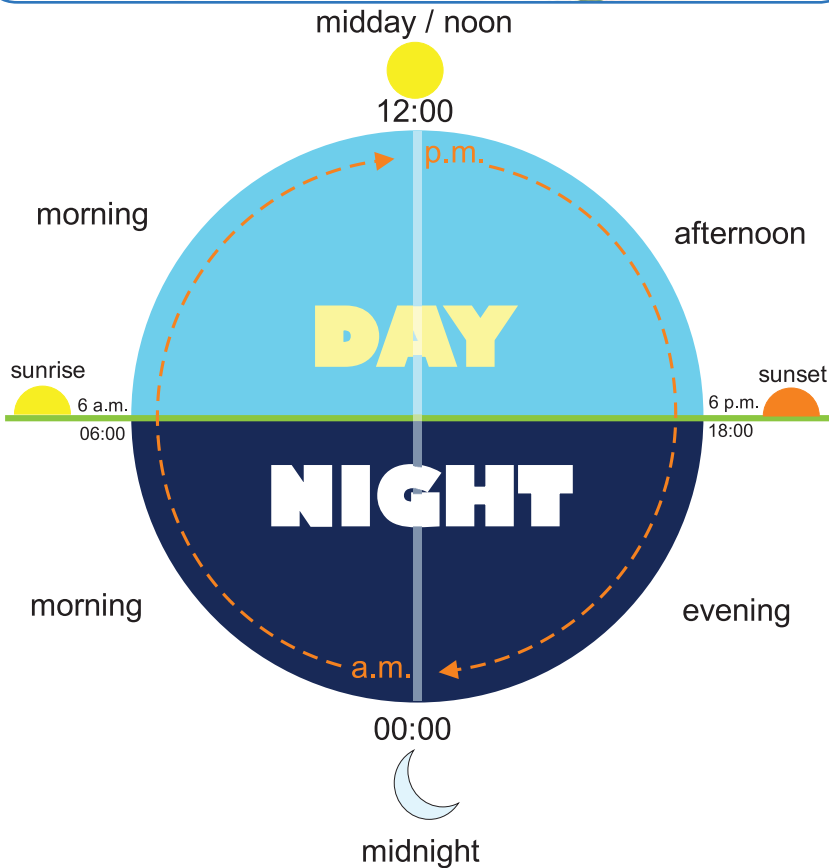 midday / noon
12:00
p.m.
morning
afternoon
DAY
sunrise
sunset
6 a.m.
6 p.m.
06:00
18:00
NIGHT
morning
evening
a.m.
00:00
midnight